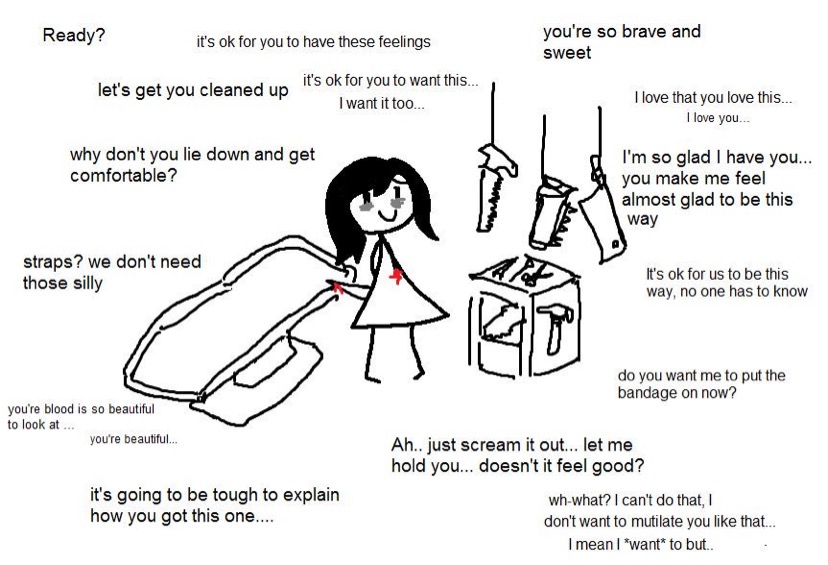 Ready?
it's ok for you to have these feelings
you're so brave and
sweet
let's get you cleaned up
it's ok for you to want this...
I want it too...
I love that you love this...
I love you...
why don't you lie down and get
comfortable?
I'm so glad I have you...
you make me feel
almost glad to be this
way
straps? we don't need
those silly
It's ok for us to be this
way, no one has to know
do you want me to put the
bandage on now?
you're blood is so beautiful
to look at ...
you're beautiful...
Ah.. just scream it out... let me
hold you... doesn't it feel good?
it's going to be tough to explain
how you got this one....
wh-what? I can't do that, I
don't want to mutilate you like that...
I mean I *want* to but..